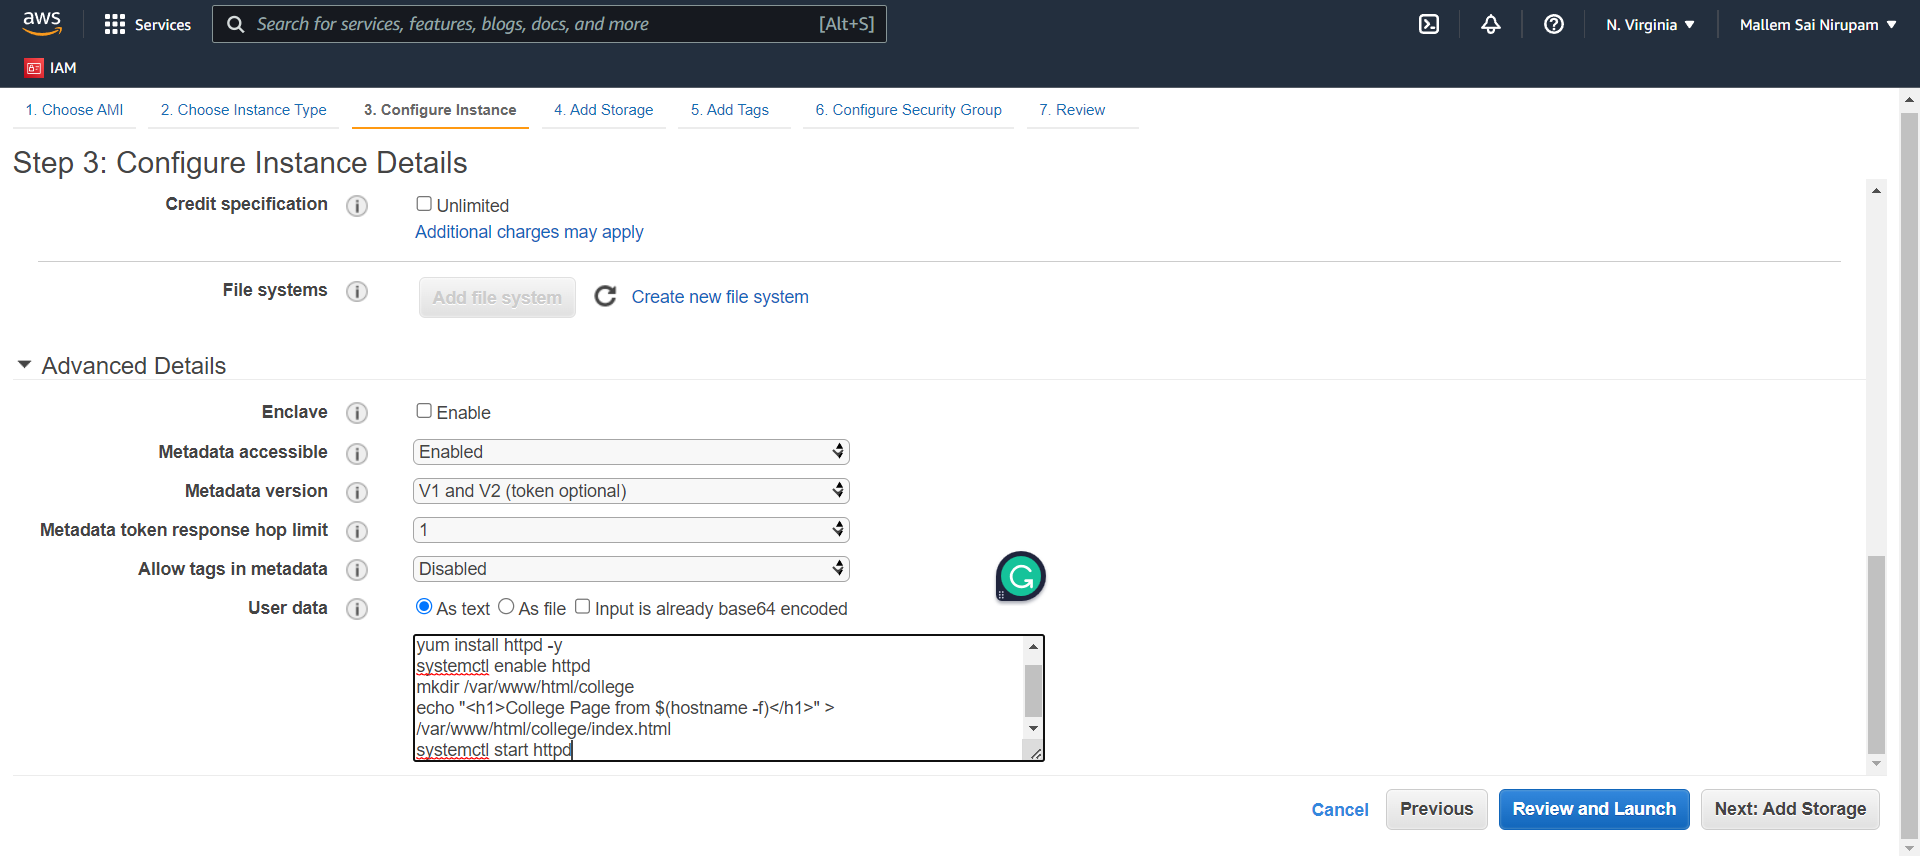 aws
Services
Search for services, features, blogs, docs, and more
[Alt+S]
N. Virginia
Mallem Sai Nirupam
IAM
1. Choose AMI
2. Choose Instance Type
3. Configure Instance
4. Add Storage
5. Add Tags
6. Configure Security Group
7. Review
Step 3: Configure Instance Details
Credit specification
Unlimited
Additional charges may apply
File systems
Add file system
Create new file system
Advanced Details
Enclave
Enable
Metadata accessible
Enabled
Metadata version
V1 and V2 (token optional)
Metadata token response hop limit
1
Allow tags in metadata
Disabled
User data
As text
As file
Input is already base64 encoded
yum install httpd -y
systemctl enable httpd
mkdir /var/www/html/college
echo "<h1>College Page from $(hostname -f)</h1>" >
/var/www/html/college/index.html
systemctl start httpd
Cancel
Previous
Review and Launch
Next: Add Storage